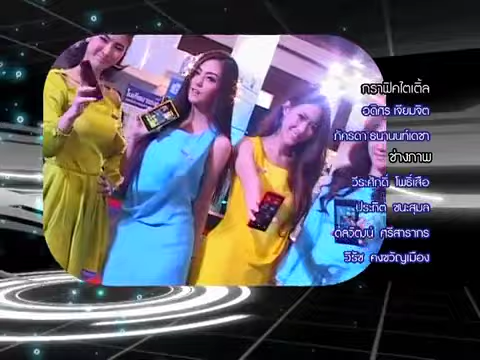 กราฟิคไตเติ้ล
อดิศร เจียมจิต
ภัครดา ธนานนท์เดชา
ช่างภาพ
วีระศักดิ์ โพธิ์เสือ
ประกิต ชนะสมล
ดลวัฒน์ ศรีสารากร
วิรัช คงขวัญเมือง